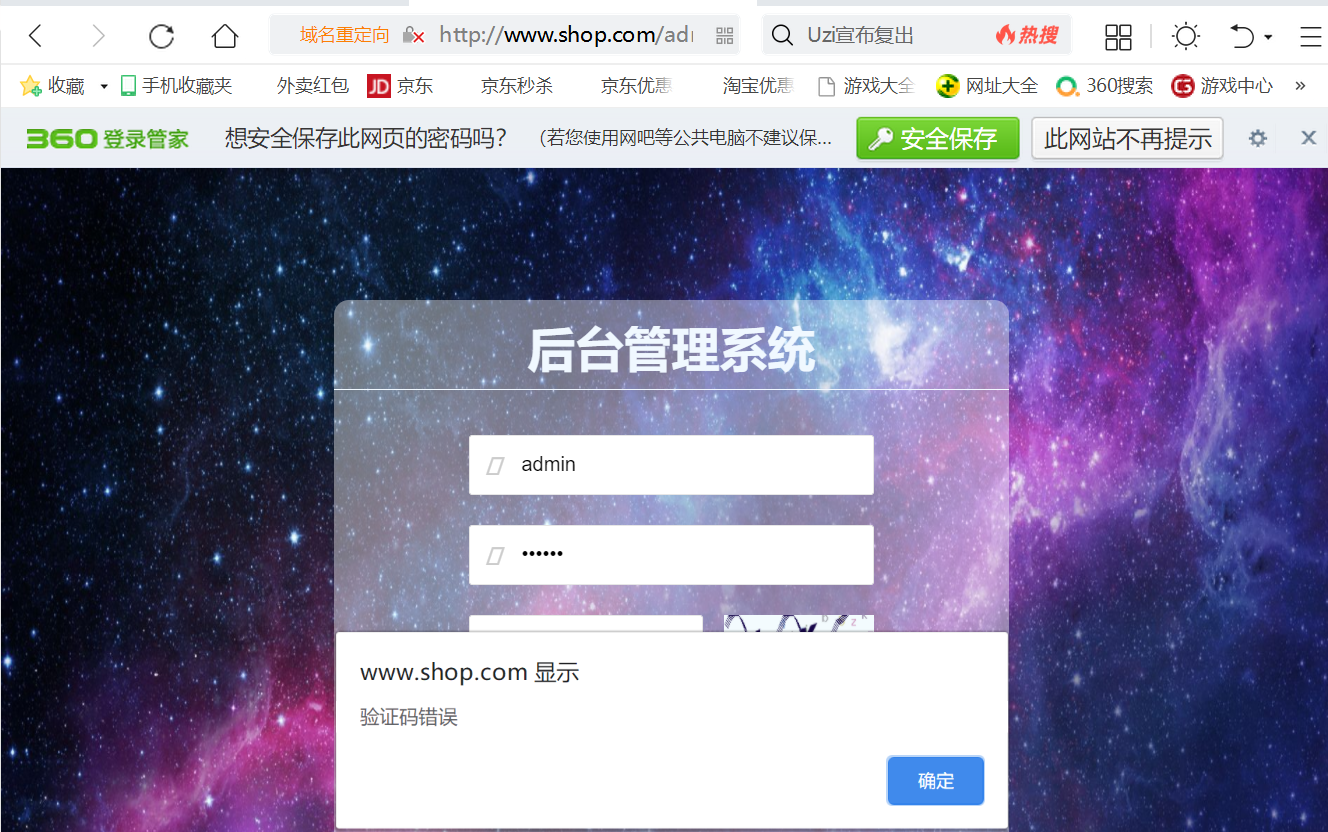 域名重定向 http://www.shop.com/adm Uzi宣布复出 热搜
收藏 手机收藏夹 外卖红包 JD 京东 京东秒杀 京东优惠 淘宝优惠 游戏大全 网址大全 360搜索 游戏中心 »
360登录管家 想安全保存此网页的密码吗? (若您使用网吧等公共电脑不建议保... 安全保存 此网站不再提示
后台管理系统
admin
••••••
www.shop.com 显示
验证码错误
确定